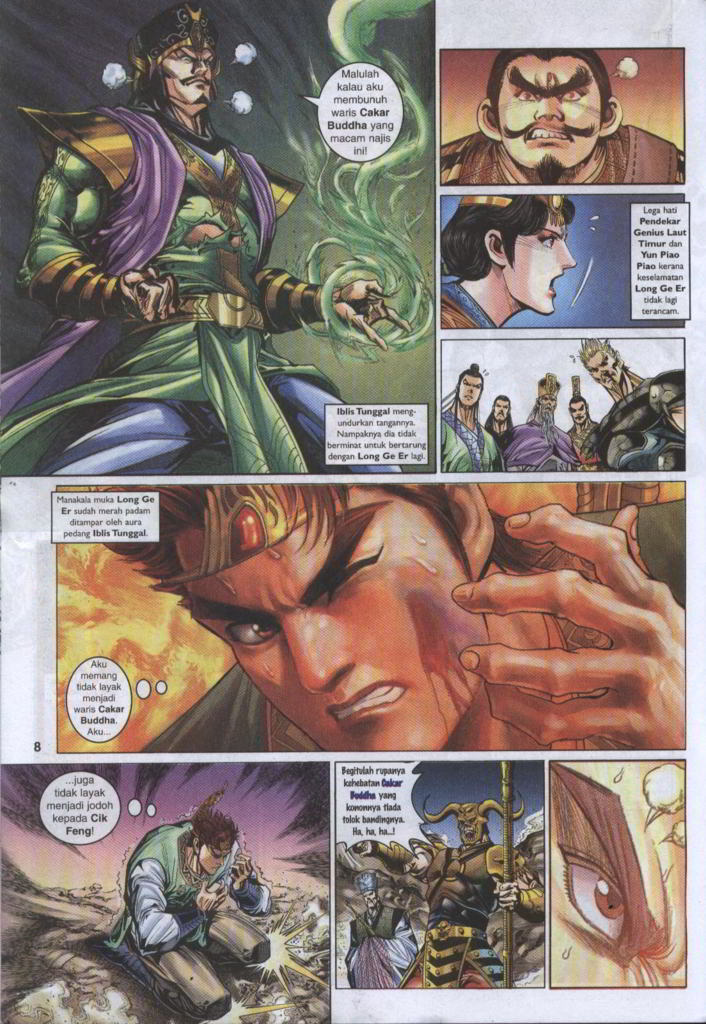 Malulah
kalau aku
membunuh
waris Cakar
Buddha yang
macam najis
ini!
Iblis Tunggal meng-
undurkan tangannya.
Nampaknya dia tidak
berminat untuk bertarung
dengan Long Ge Er lagi.
Lega hati
Pendekar
Genius Laut
Timur dan
Yun Piao
Piao kerana
keselamatan
Long Ge Er
tidak lagi
terancam.
Manakala muka Long Ge
Er sudah merah padam
ditampar oleh aura
pedang Iblis Tunggal.
Aku
memang
tidak layak
menjadi
waris Cakar
Buddha.
Aku...
8
...juga
tidak layak
menjadi jodoh
kepada Cik
Feng!
Begitulah rupanya
kehebatan Cakar
Buddha yang
kononnya tiada
tolok bandingnya.
Ha, ha, ha...!